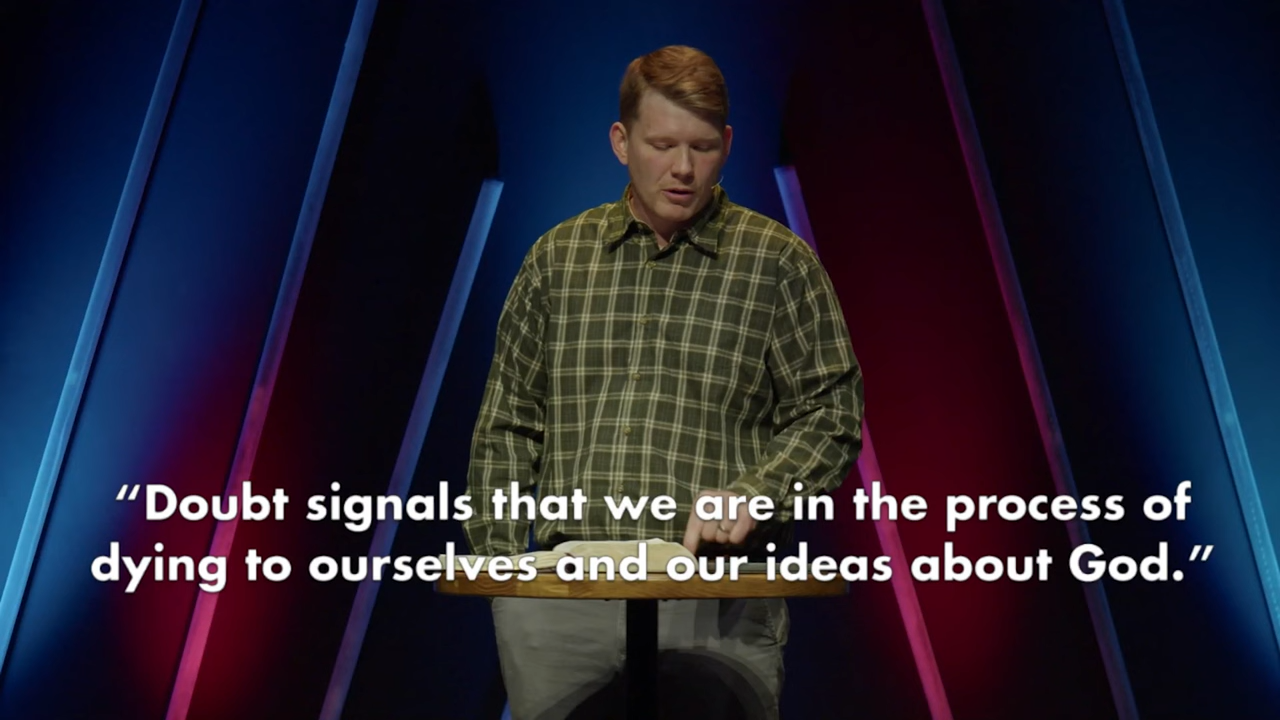 “Doubt signals that we are in the process of
dying to ourselves and our ideas about God.”